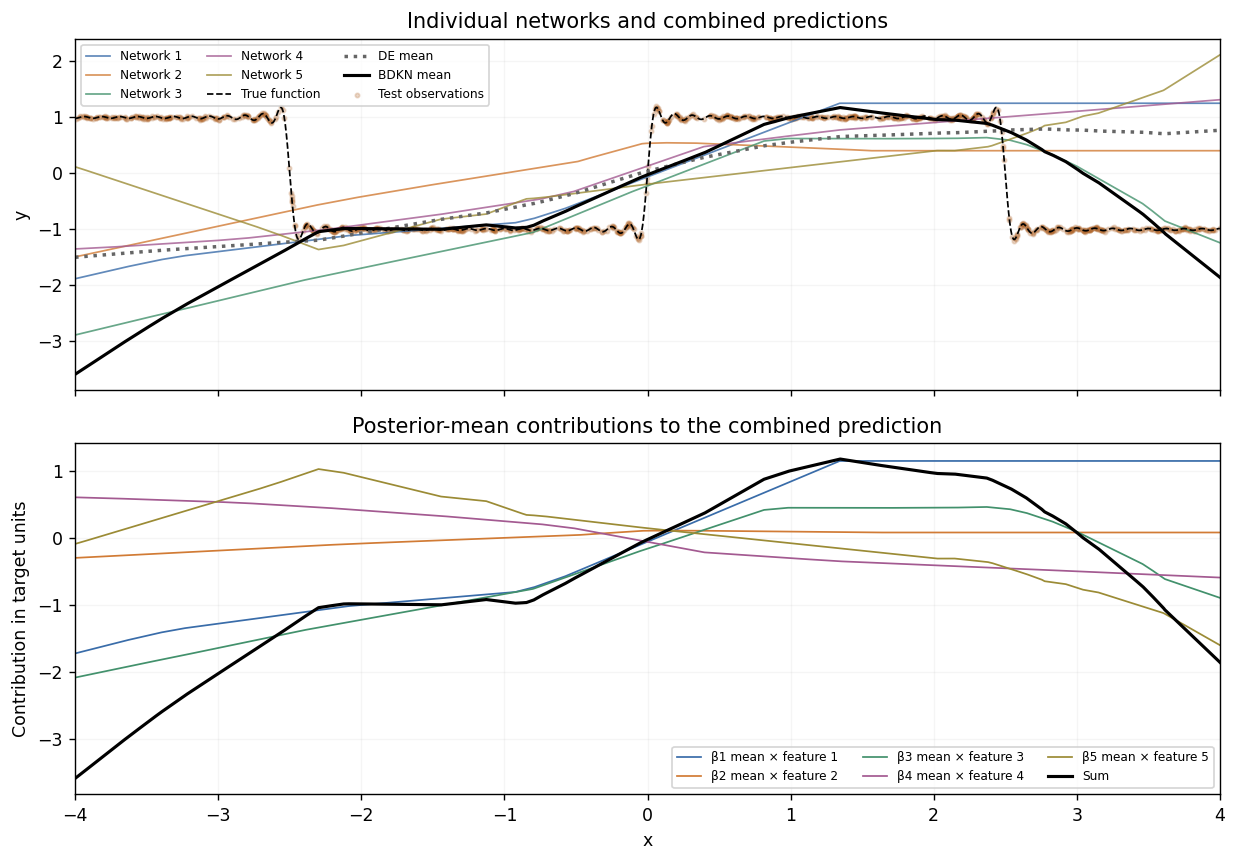 Individual networks and combined predictions
Network 1
Network 2
Network 3
Network 4
Network 5
True function
DE mean
BDKN mean
Test observations
2
1
0
−1
−2
−3
y
Posterior-mean contributions to the combined prediction
1
0
−1
−2
−3
Contribution in target units
β1 mean × feature 1
β2 mean × feature 2
β3 mean × feature 3
β4 mean × feature 4
β5 mean × feature 5
Sum
−4
−3
−2
−1
0
1
2
3
4
x